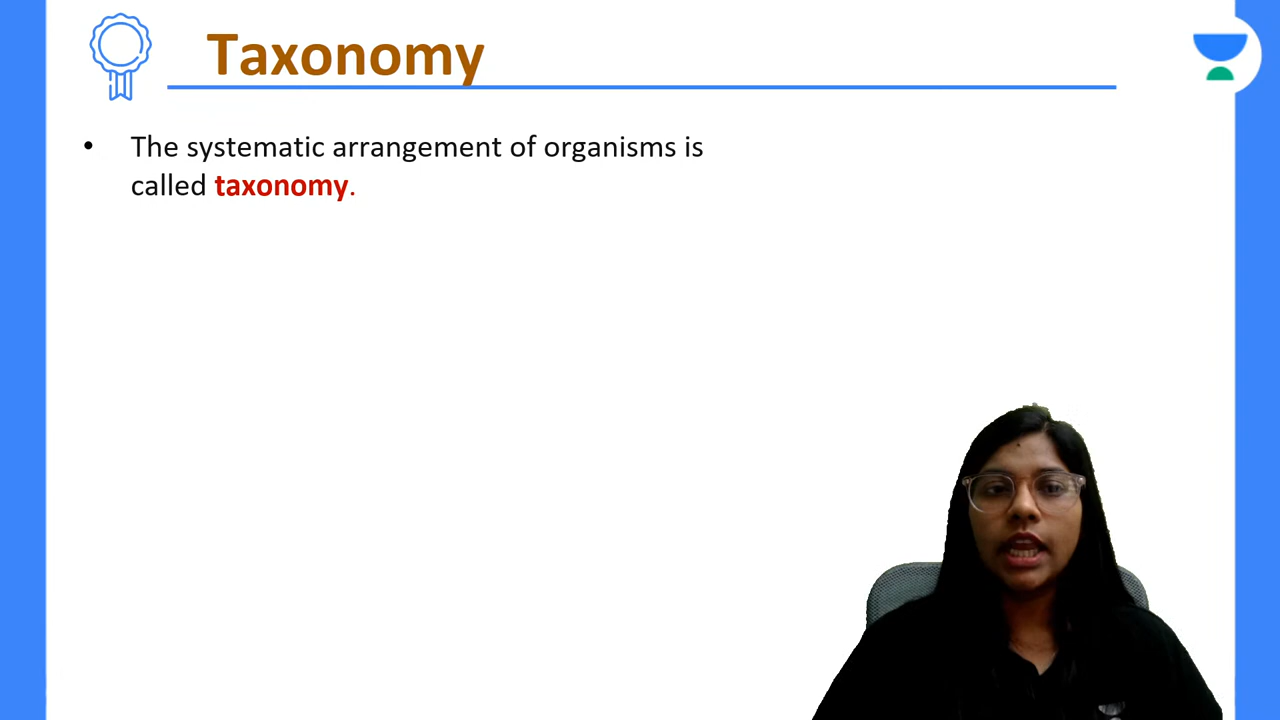 Taxonomy
• The systematic arrangement of organisms is
called taxonomy.